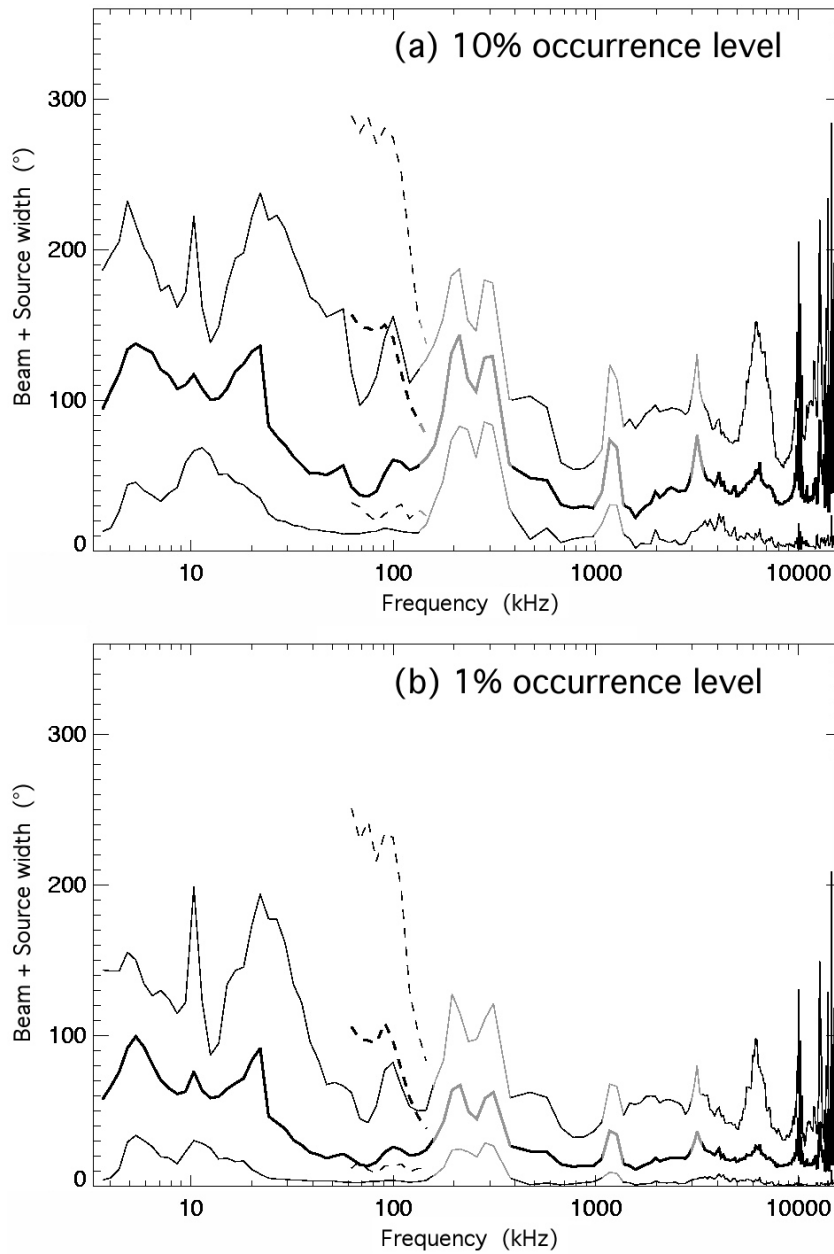 (a) 10% occurrence level
300
200
100
0
Beam + Source width (°)
10 100 1000 10000
Frequency (kHz)
(b) 1% occurrence level
300
200
100
0
Beam + Source width (°)
10 100 1000 10000
Frequency (kHz)